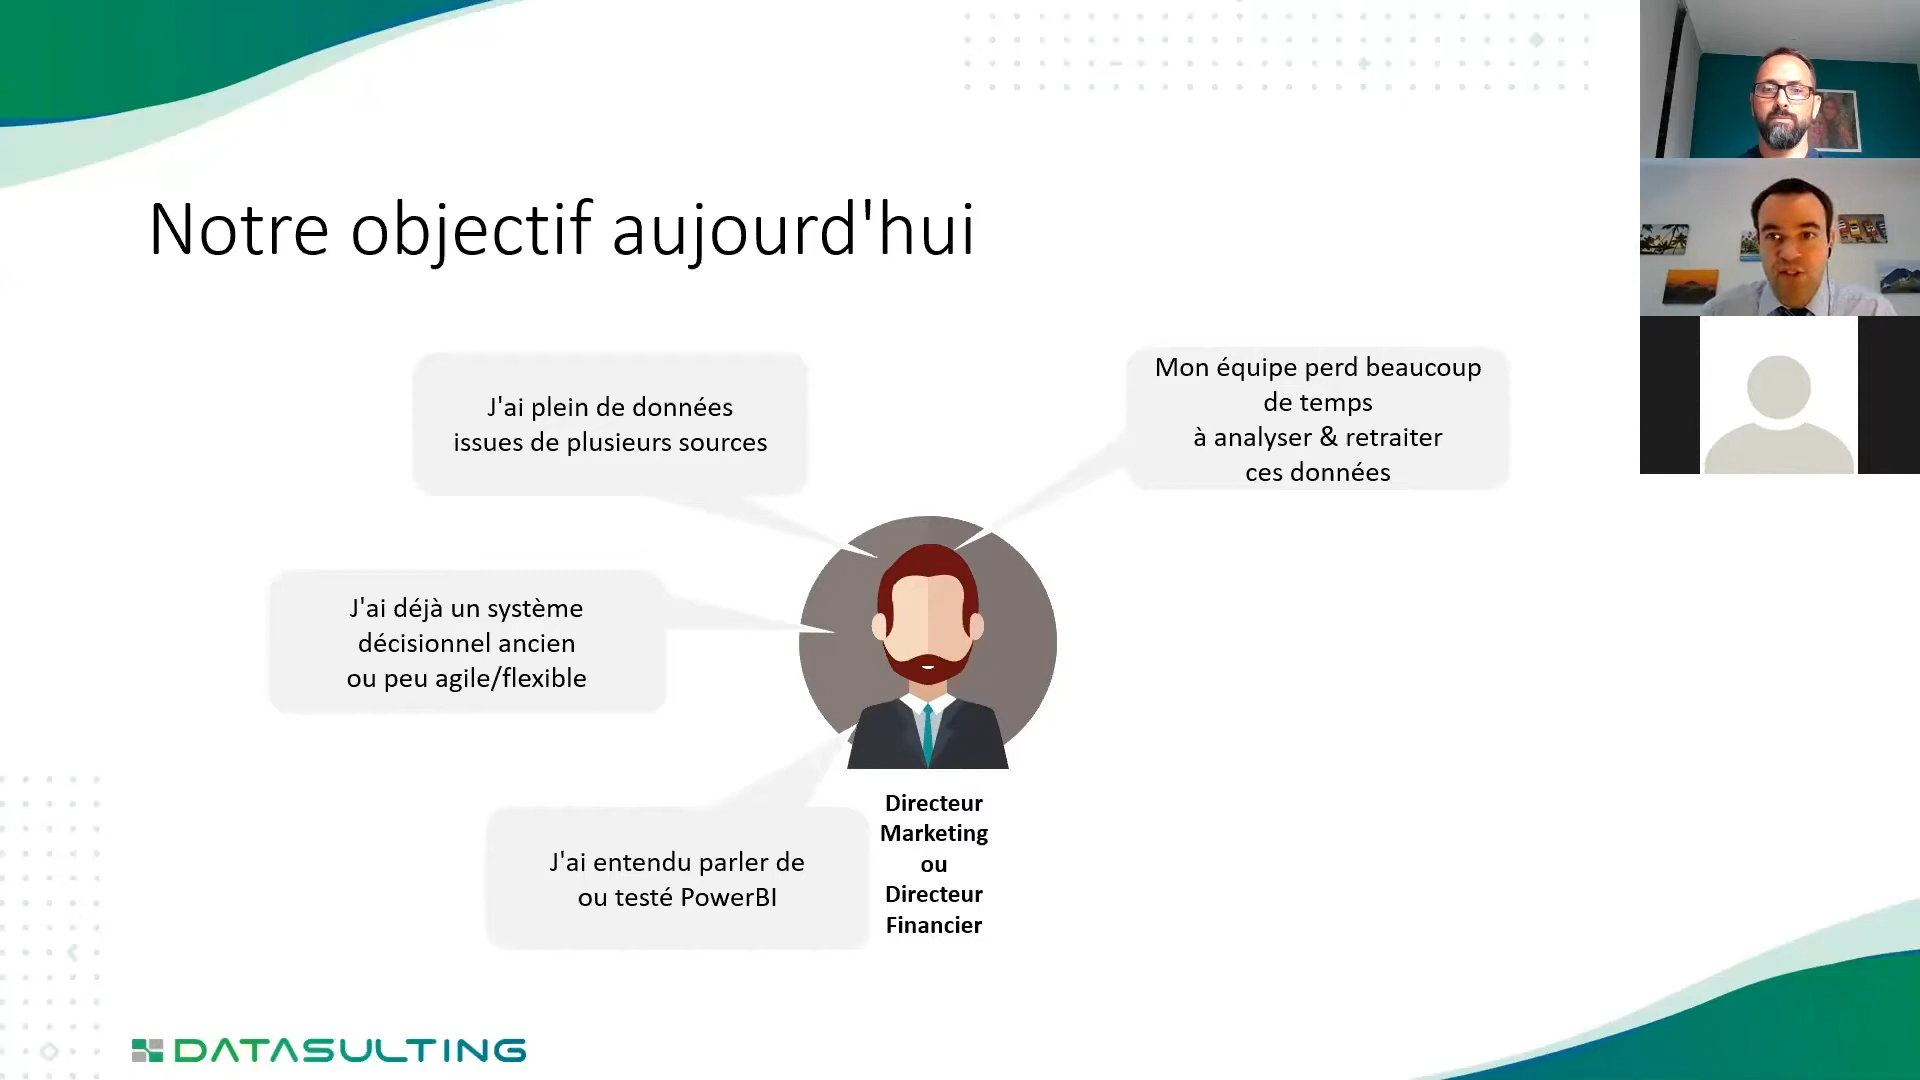 Notre objectif aujourd'hui
J'ai plein de données
issues de plusieurs sources
Mon équipe perd beaucoup
de temps
à analyser & retraiter
ces données
J'ai déjà un système
décisionnel ancien
ou peu agile/flexible
J'ai entendu parler de
ou testé PowerBI
Directeur
Marketing
ou
Directeur
Financier
DATASULTING